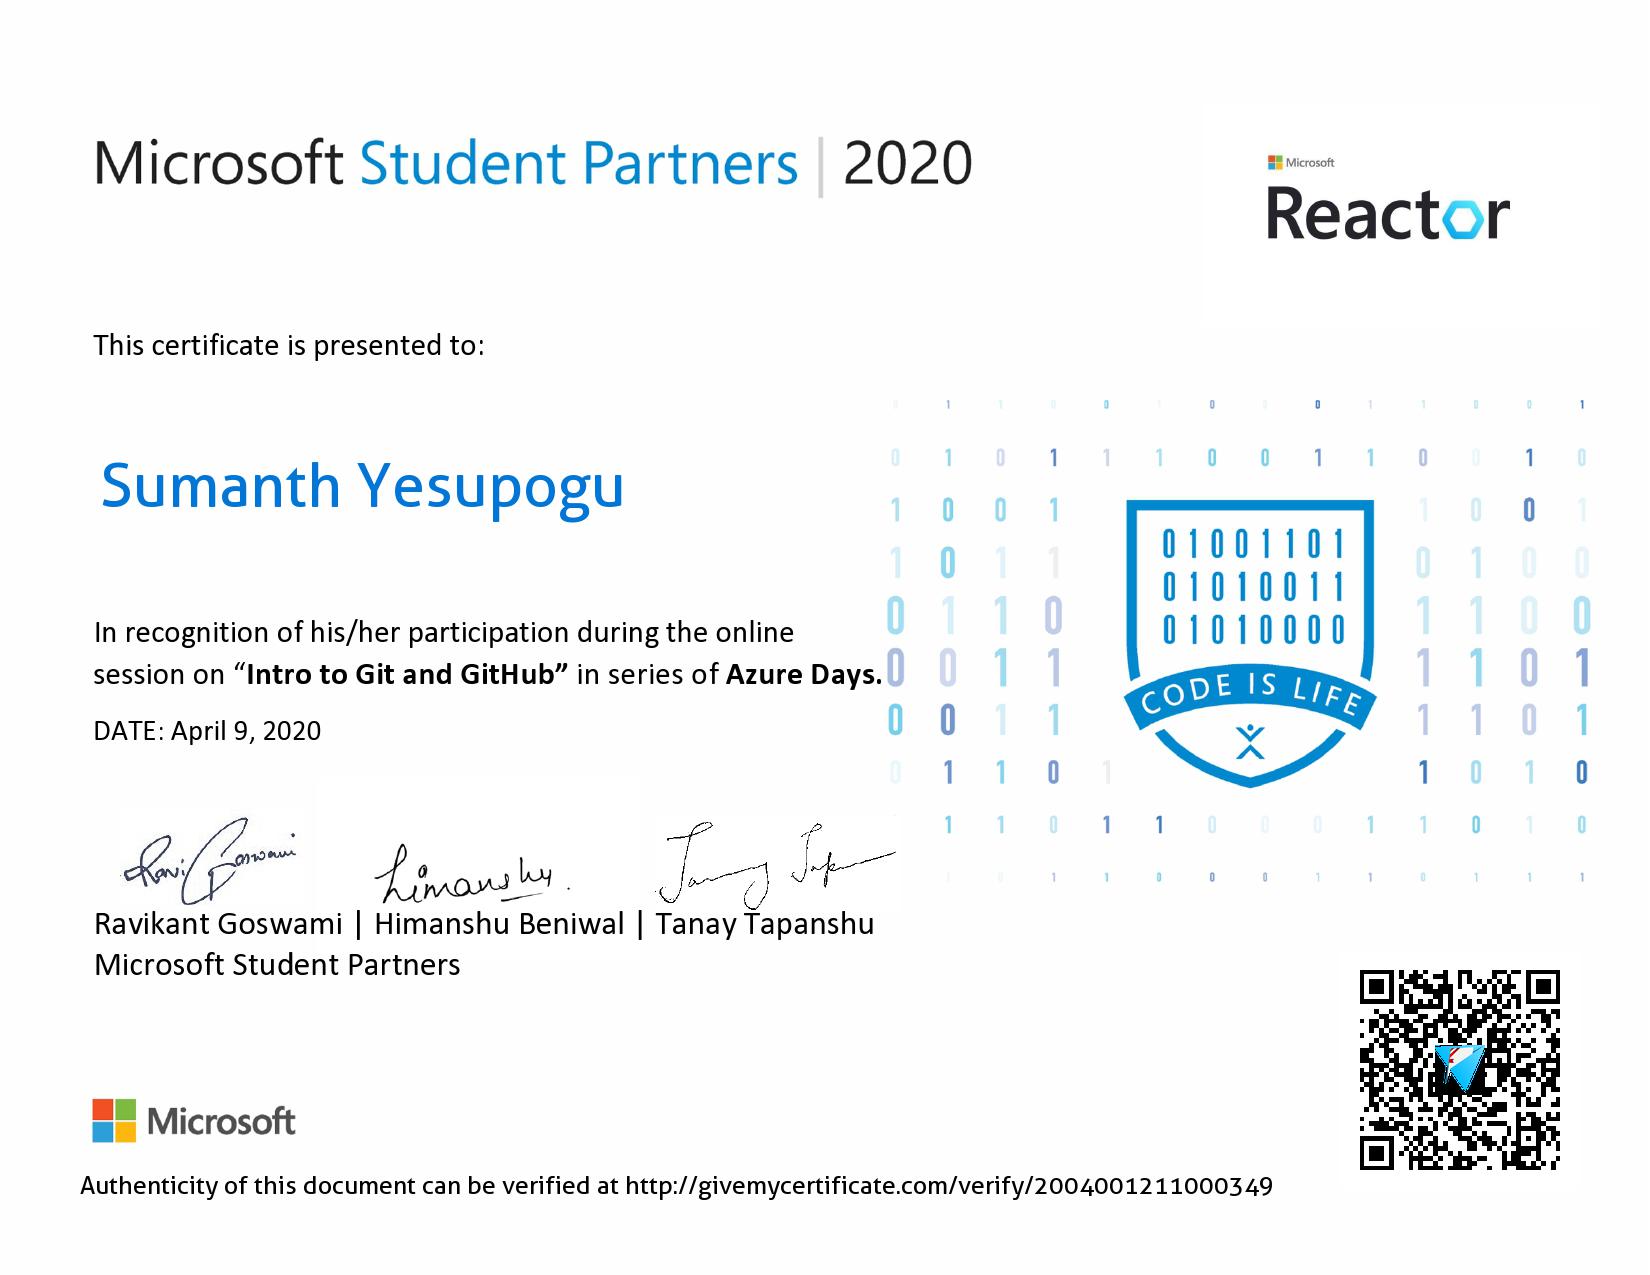 Microsoft Student Partners | 2020
Microsoft
Reactor
This certificate is presented to:
Sumanth Yesupogu
In recognition of his/her participation during the online
session on “Intro to Git and GitHub” in series of Azure Days.
DATE: April 9, 2020
01001101
01010011
01010000
CODE IS LIFE
Ravi Goswami
Himanshu.
Ravikant Goswami | Himanshu Beniwal | Tanay Tapanshu
Microsoft Student Partners
Microsoft
Authenticity of this document can be verified at http://givemycertificate.com/verify/2004001211000349